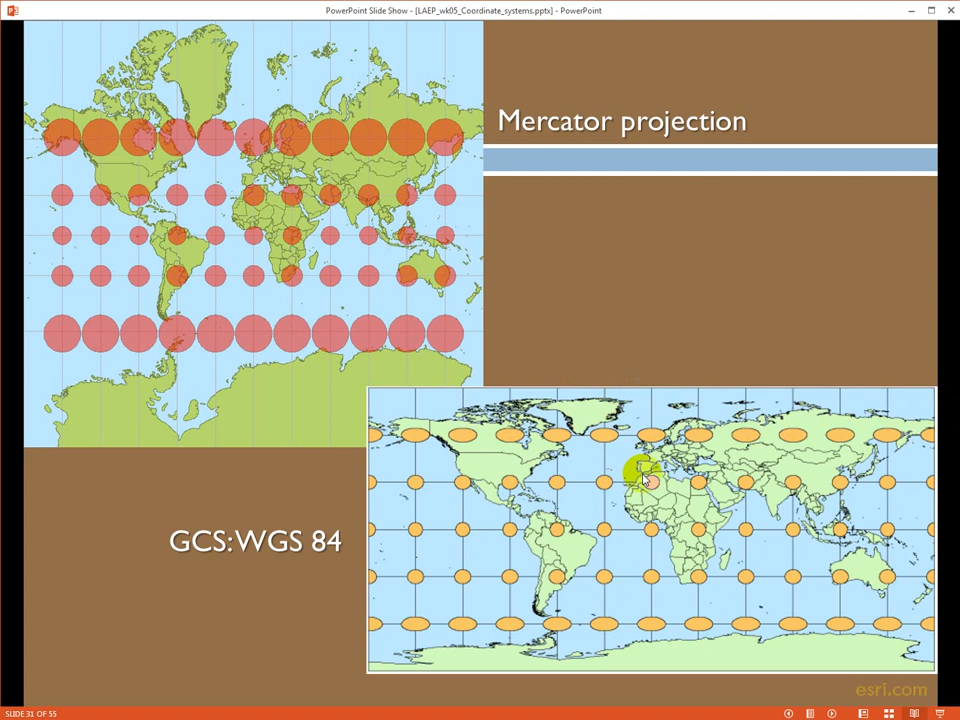 PowerPoint Slide Show - [LAEP_wk05_Coordinate_systems.pptx] - PowerPoint
Mercator projection
GCS: WGS 84
esri.com
SLIDE 31 OF 55